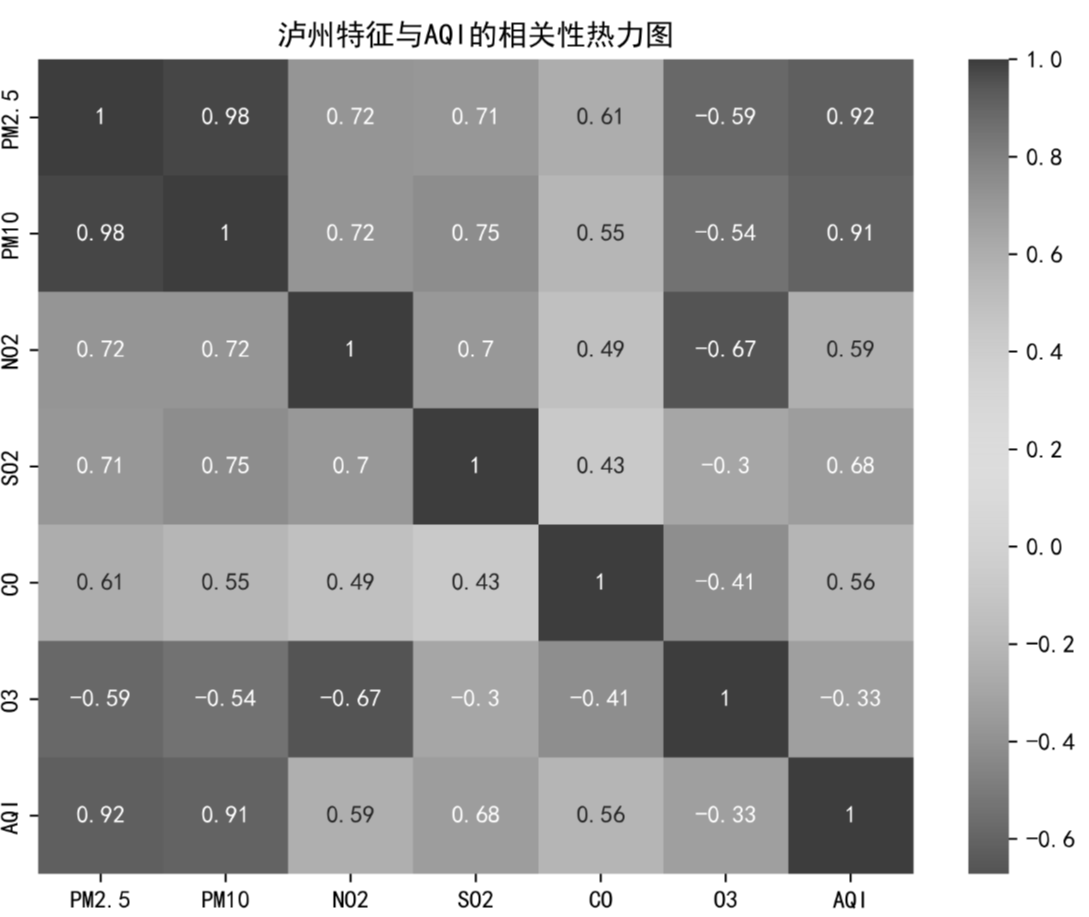 泸州特征与AQI的相关性热力图
PM2.5 1 0.98 0.72 0.71 0.61 -0.59 0.92
PM10 0.98 1 0.72 0.75 0.55 -0.54 0.91
NO2 0.72 0.72 1 0.7 0.49 -0.67 0.59
SO2 0.71 0.75 0.7 1 0.43 -0.3 0.68
CO 0.61 0.55 0.49 0.43 1 -0.41 0.56
O3 -0.59 -0.54 -0.67 -0.3 -0.41 1 -0.33
AQI 0.92 0.91 0.59 0.68 0.56 -0.33 1
PM2.5 PM10 NO2 SO2 CO O3 AQI
1.0
0.8
0.6
0.4
0.2
0.0
-0.2
-0.4
-0.6